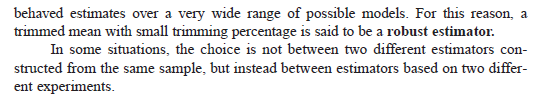 behaved estimates over a very wide range of possible models. For this reason, a
trimmed mean with small trimming percentage is said to be a robust estimator.
In some situations, the choice is not between two different estimators con-
structed from the same sample, but instead between estimators based on two differ-
ent experiments.